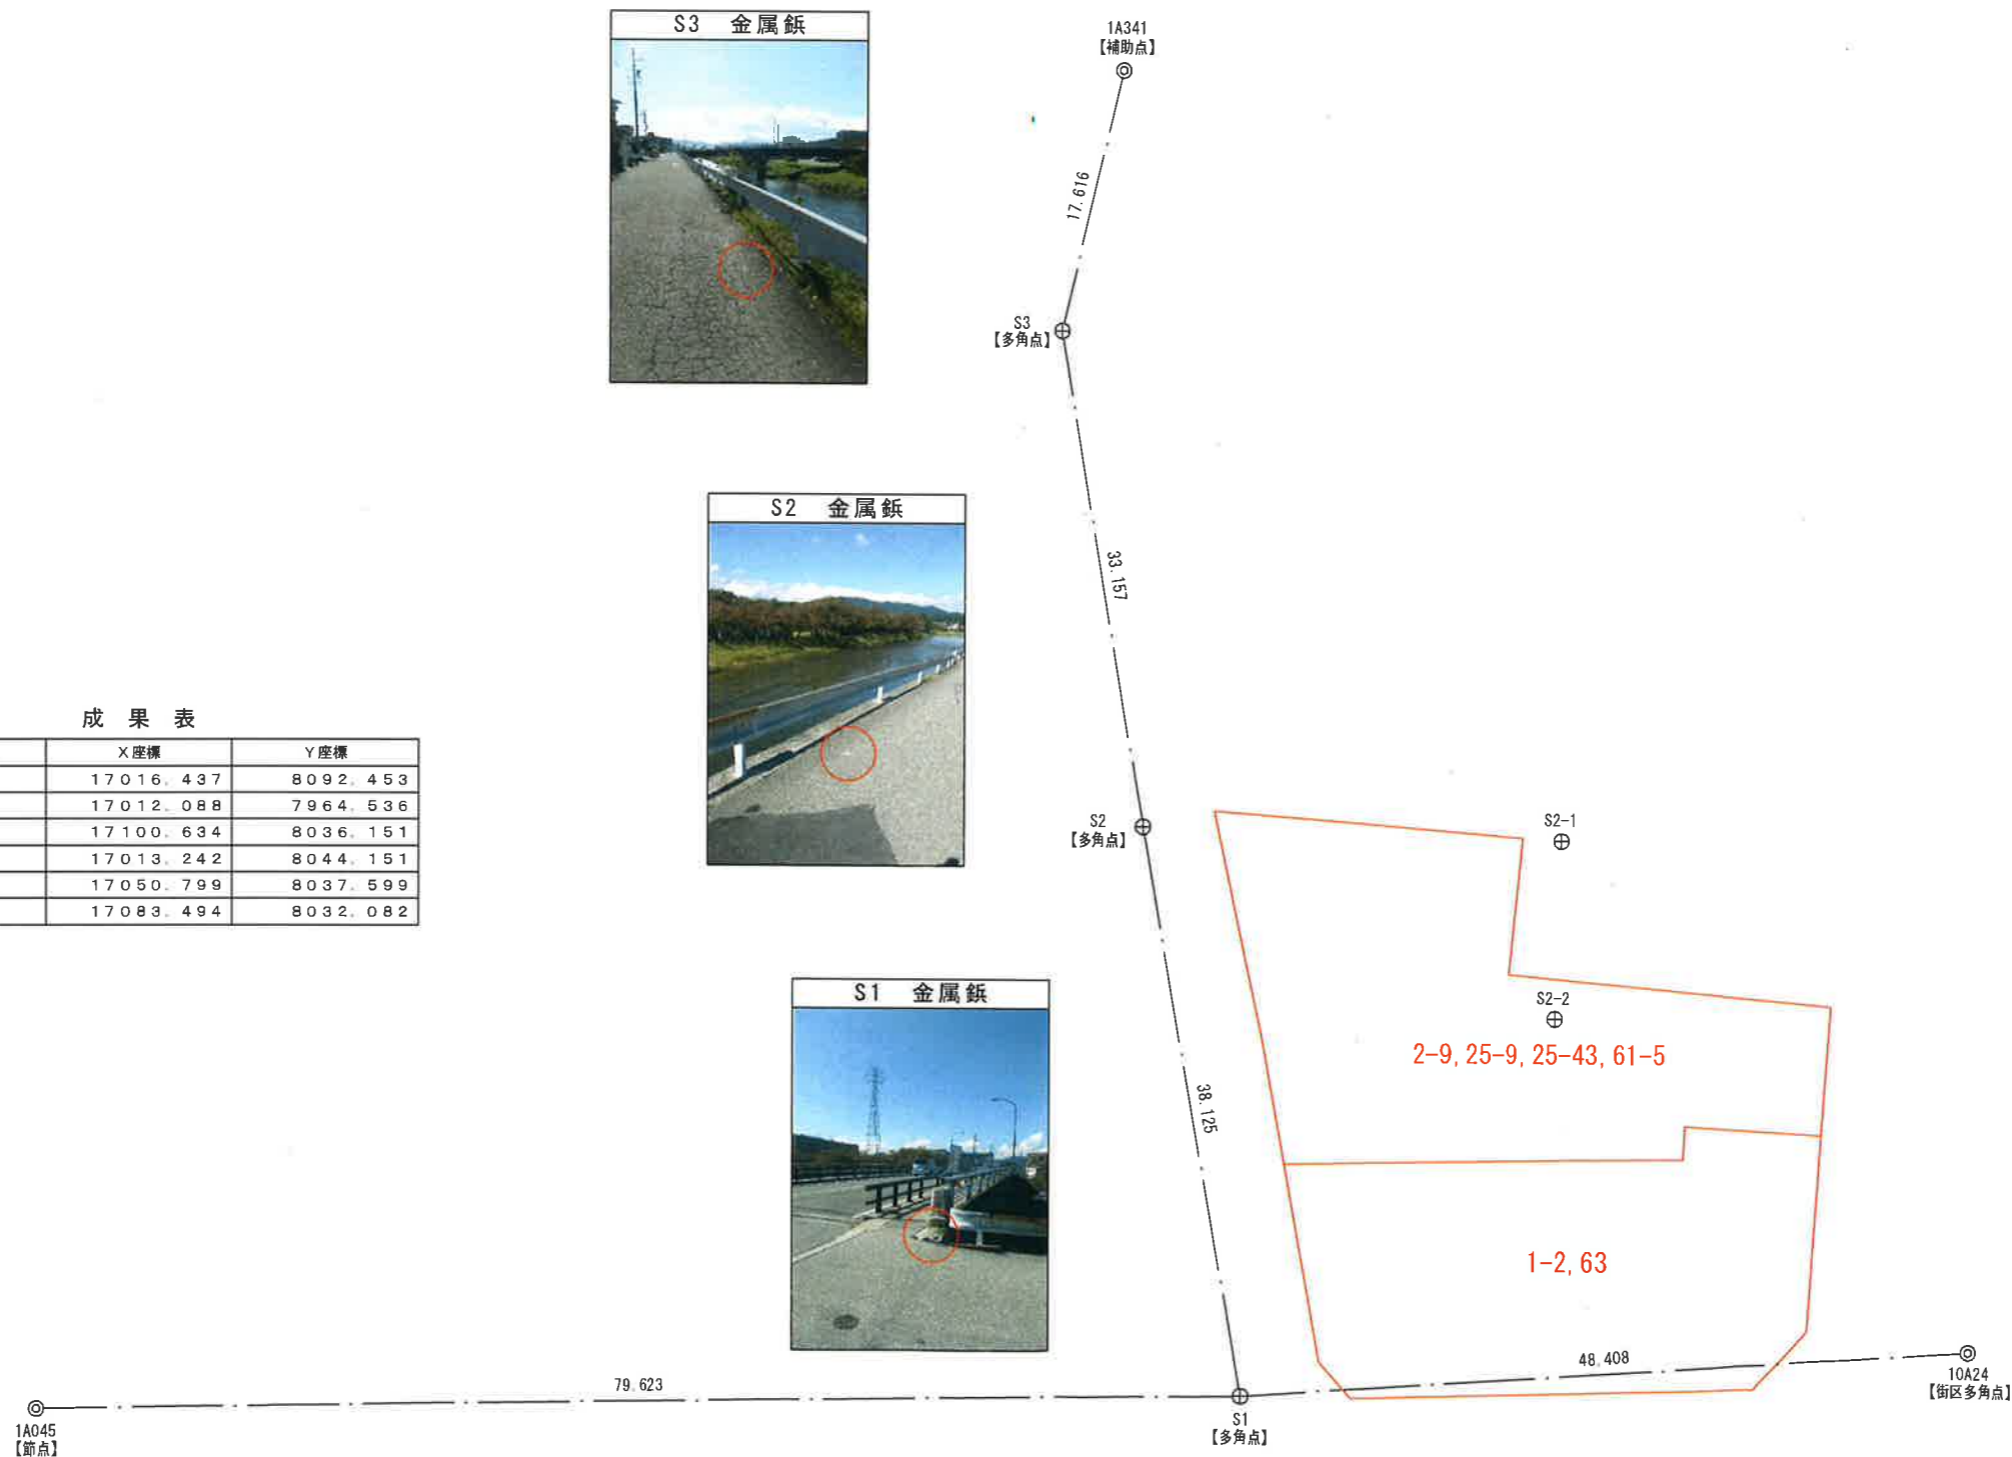 S3 金属鋲
1A341
【補助点】
17.616
S3
【多角点】
33.157
S2 金属鋲
成果表
X座標 Y座標
17016.437 8092.453
17012.088 7964.536
17100.634 8036.151
17013.242 8044.151
17050.799 8037.599
17083.494 8032.082
S2
【多角点】
S2-1
S2-2
2-9, 25-9, 25-43, 61-5
S1 金属鋲
38.125
1-2, 63
79.623
48.408
1A045
【節点】
S1
【多角点】
10A24
【街区多角点】